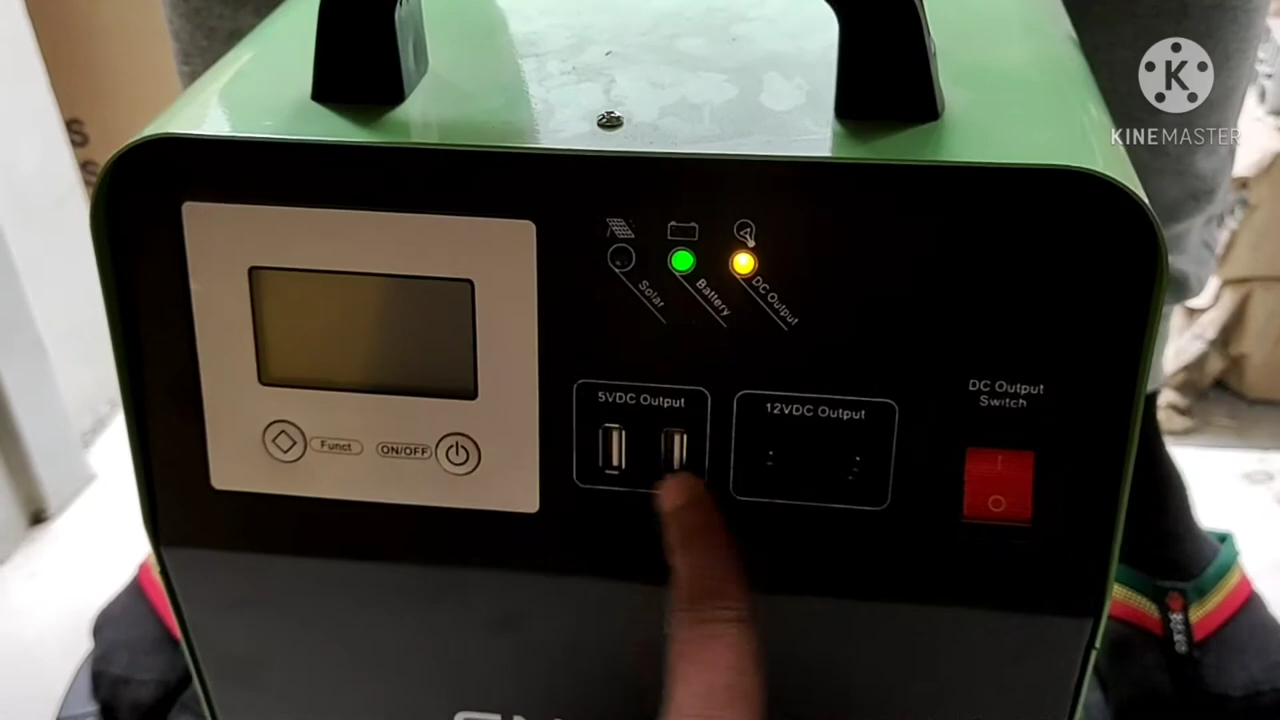 KINEMASTER
Solar
Battery
DC Output
DC Output
Switch
5VDC Output
12VDC Output
Funct
ON/OFF